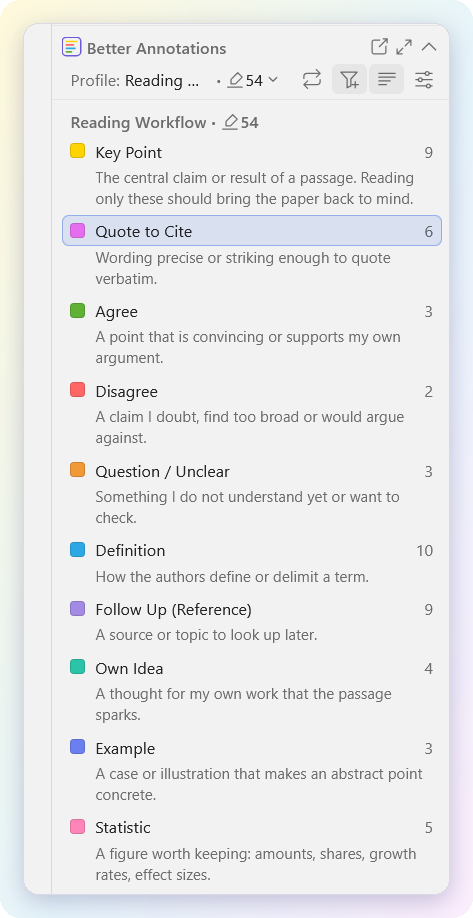 Better Annotations
Profile: Reading ... · 54
Reading Workflow · 54
Key Point 9
The central claim or result of a passage. Reading
only these should bring the paper back to mind.
Quote to Cite 6
Wording precise or striking enough to quote
verbatim.
Agree 3
A point that is convincing or supports my own
argument.
Disagree 2
A claim I doubt, find too broad or would argue
against.
Question / Unclear 3
Something I do not understand yet or want to
check.
Definition 10
How the authors define or delimit a term.
Follow Up (Reference) 9
A source or topic to look up later.
Own Idea 4
A thought for my own work that the passage
sparks.
Example 3
A case or illustration that makes an abstract point
concrete.
Statistic 5
A figure worth keeping: amounts, shares, growth
rates, effect sizes.